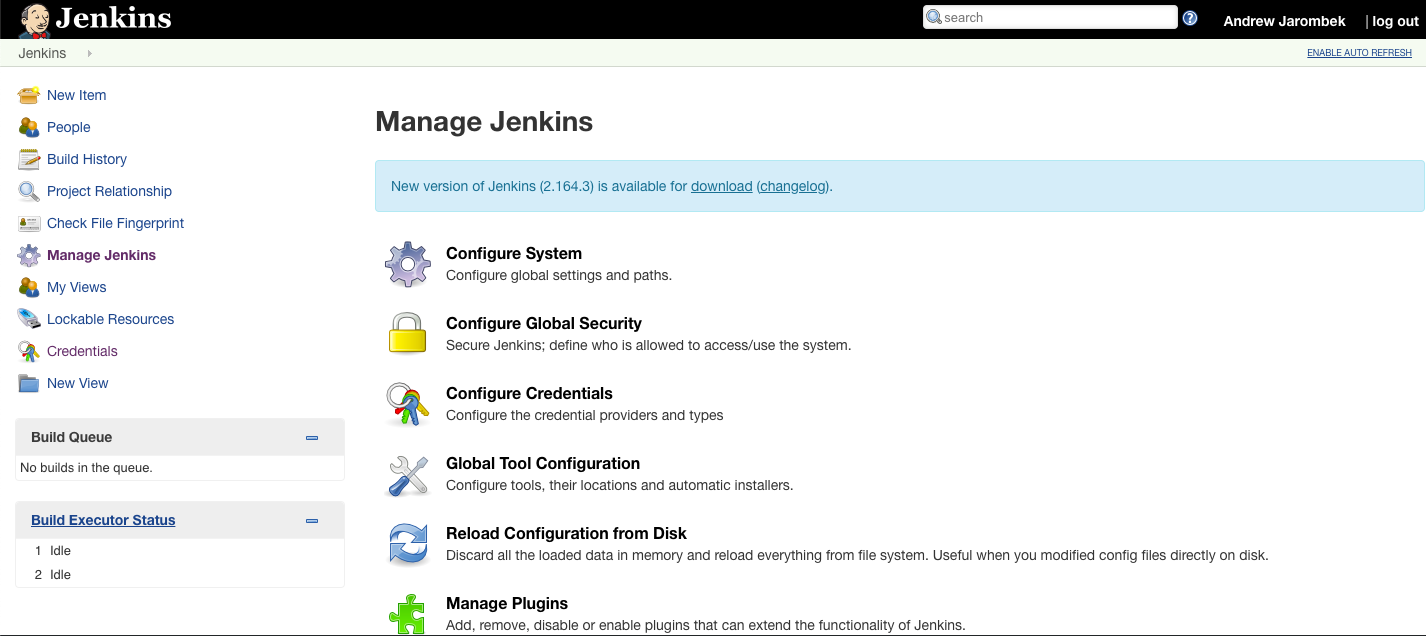 Jenkins
search
?
Andrew Jarombek
| log out
Jenkins
ENABLE AUTO REFRESH
New Item
People
Build History
Project Relationship
Check File Fingerprint
Manage Jenkins
My Views
Lockable Resources
Credentials
New View
Build Queue
No builds in the queue.
Build Executor Status
1 Idle
2 Idle
Manage Jenkins
New version of Jenkins (2.164.3) is available for download (changelog).
Configure System
Configure global settings and paths.
Configure Global Security
Secure Jenkins; define who is allowed to access/use the system.
Configure Credentials
Configure the credential providers and types
Global Tool Configuration
Configure tools, their locations and automatic installers.
Reload Configuration from Disk
Discard all the loaded data in memory and reload everything from file system. Useful when you modified config files directly on disk.
Manage Plugins
Add, remove, disable or enable plugins that can extend the functionality of Jenkins.